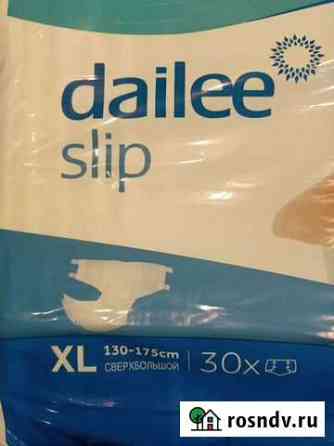 dailee
slip
XL 130-175cm 30x
СВЕРХБОЛЬШОЙ
rosndv.ru